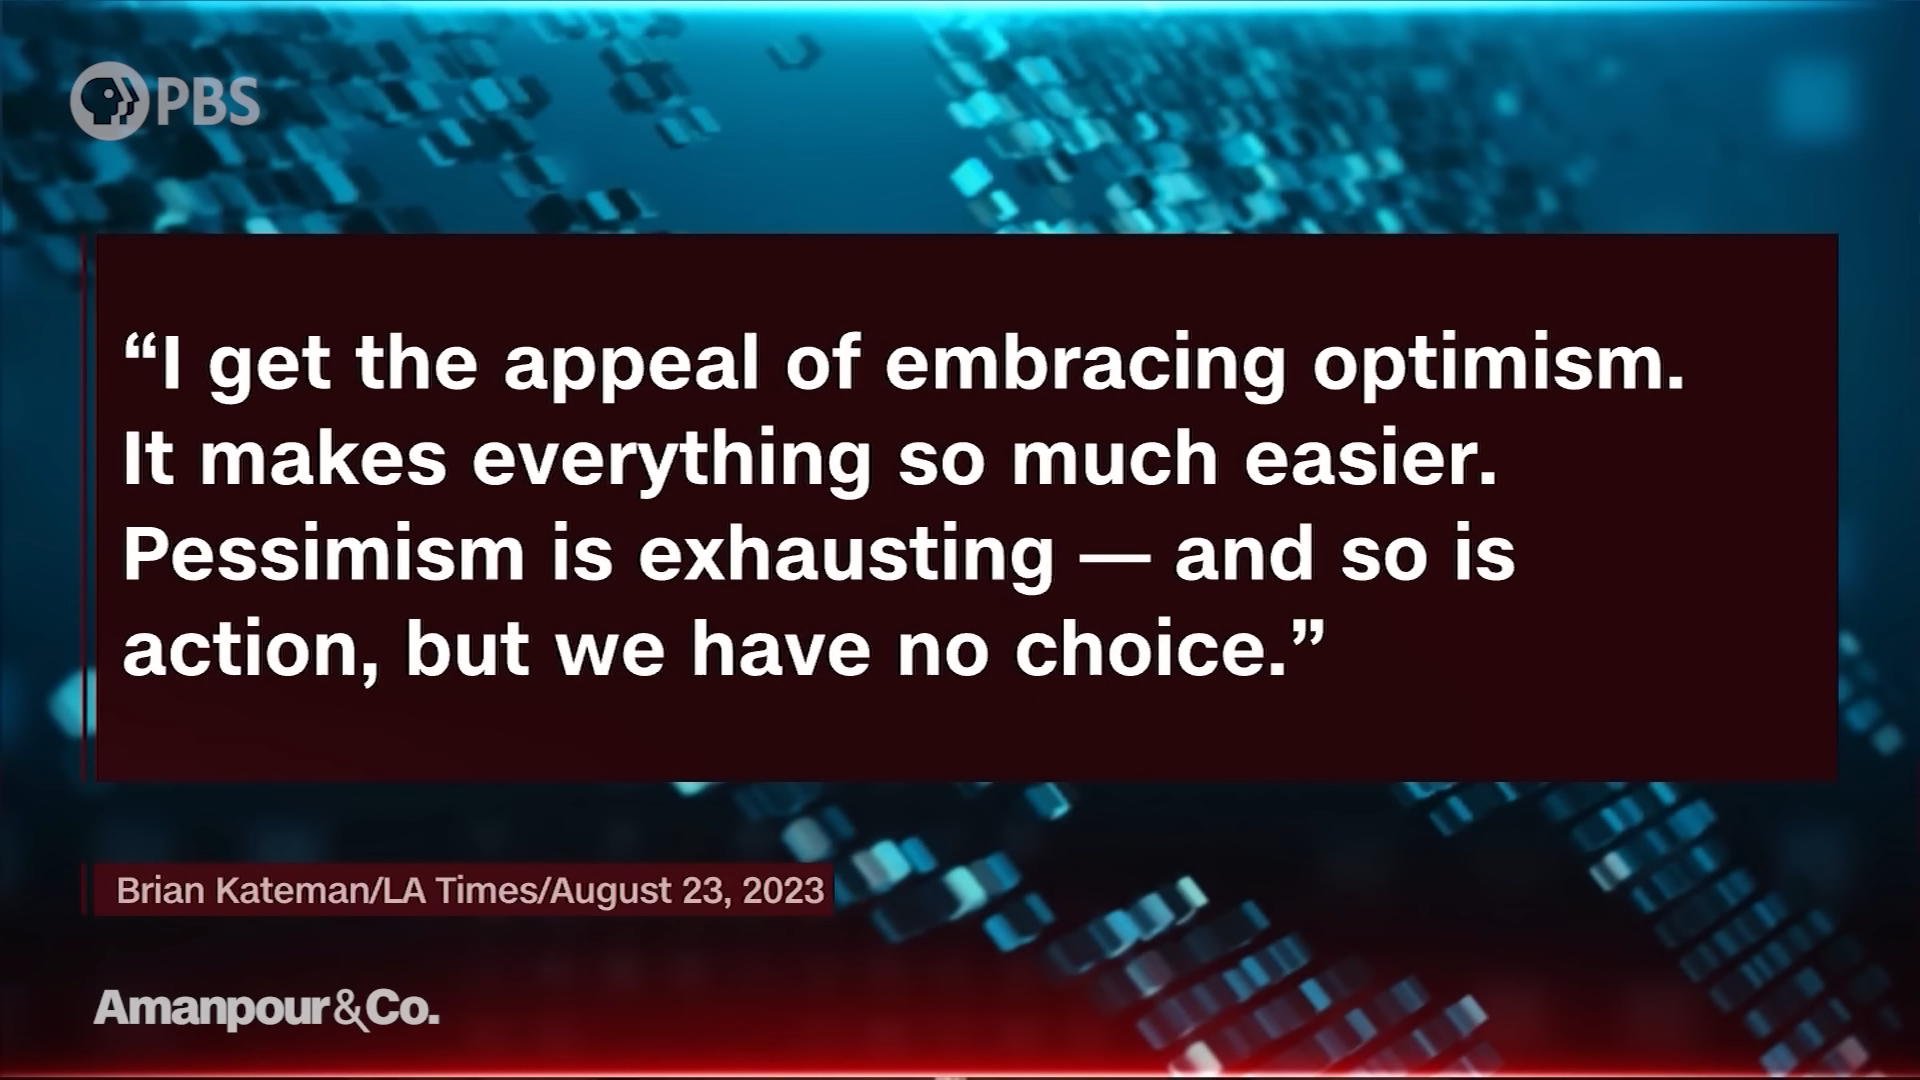 PBS
“I get the appeal of embracing optimism.
It makes everything so much easier.
Pessimism is exhausting — and so is
action, but we have no choice.”
Brian Kateman/LA Times/August 23, 2023
Amanpour&Co.